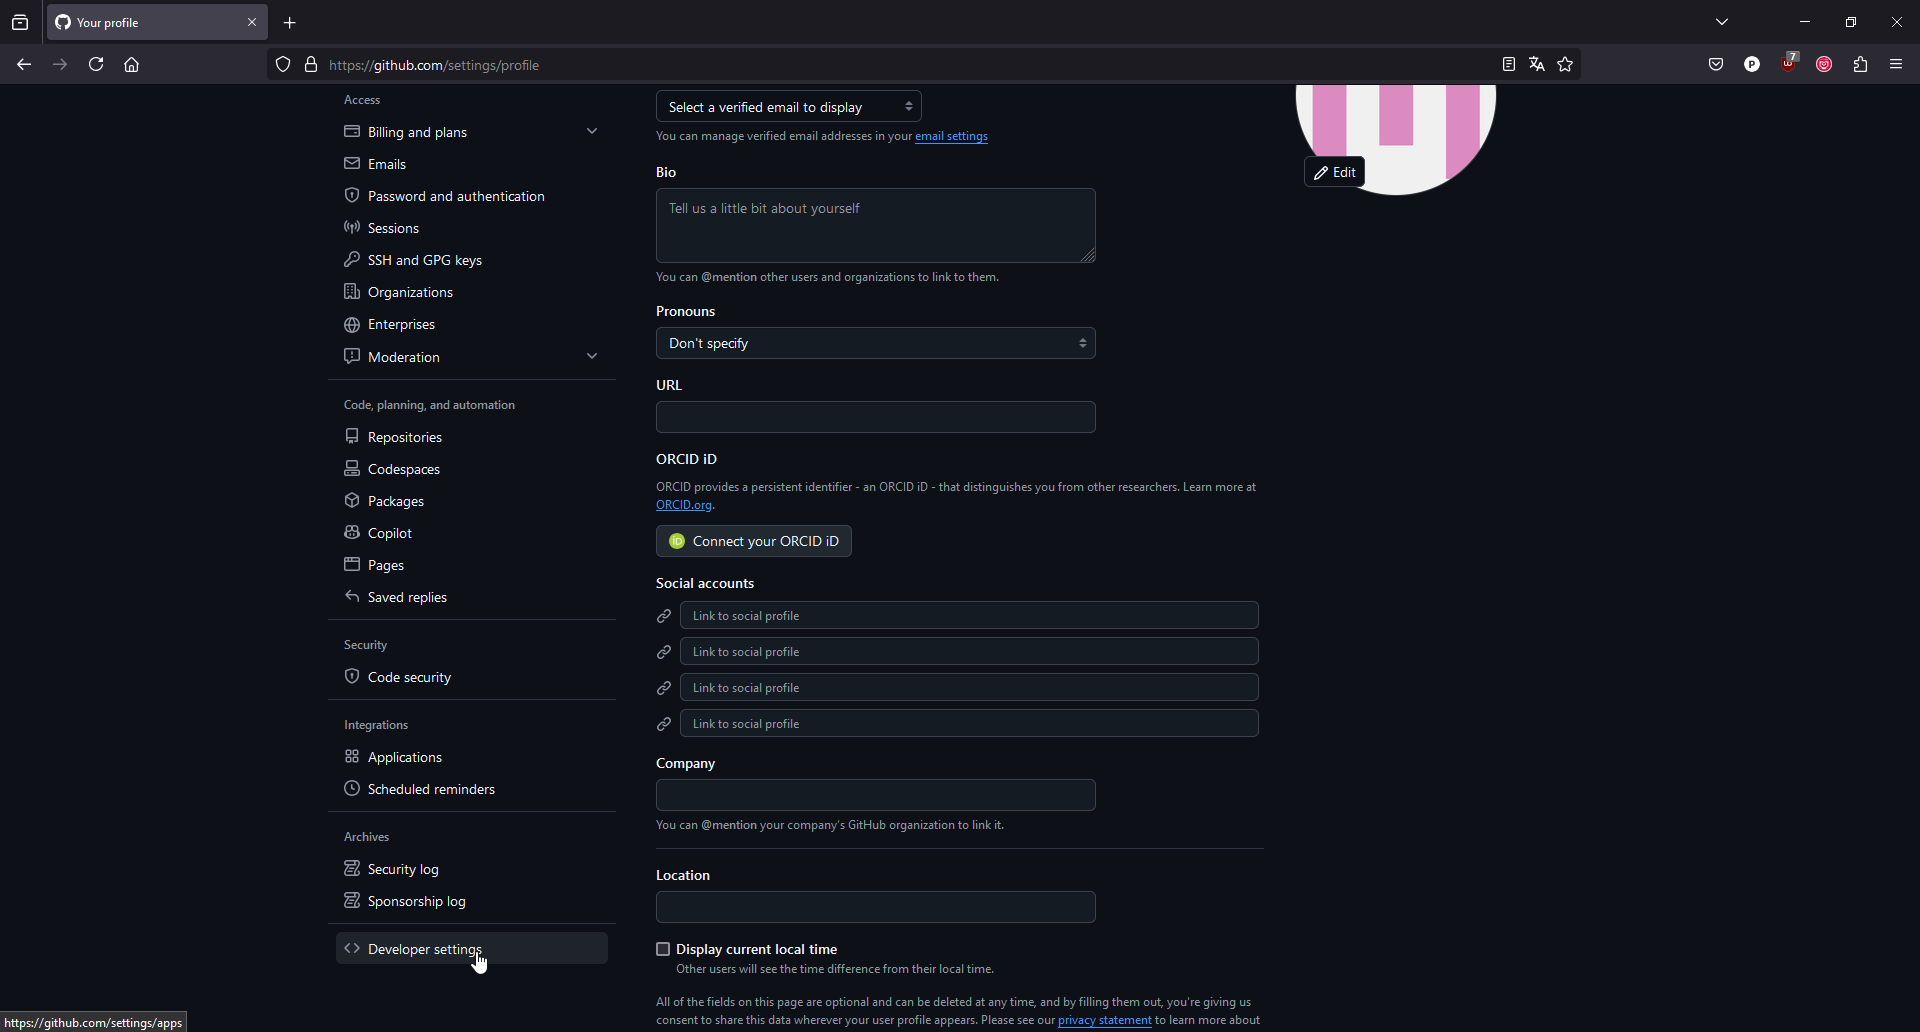 Your profile
https://github.com/settings/profile
7
P
Access
Billing and plans
Emails
Password and authentication
Sessions
SSH and GPG keys
Organizations
Enterprises
Moderation
Code, planning, and automation
Repositories
Codespaces
Packages
Copilot
Pages
Saved replies
Security
Code security
Integrations
Applications
Scheduled reminders
Archives
Security log
Sponsorship log
Developer settings
Select a verified email to display
You can manage verified email addresses in your email settings
Bio
Tell us a little bit about yourself
You can @mention other users and organizations to link to them.
Pronouns
Don't specify
URL
ORCID iD
ORCID provides a persistent identifier - an ORCID iD - that distinguishes you from other researchers. Learn more at
ORCID.org.
iD Connect your ORCID iD
Social accounts
Link to social profile
Link to social profile
Link to social profile
Link to social profile
Company
You can @mention your company's GitHub organization to link it.
Location
Display current local time
Other users will see the time difference from their local time.
All of the fields on this page are optional and can be deleted at any time, and by filling them out, you're giving us
consent to share this data wherever your user profile appears. Please see our privacy statement to learn more about
Edit
https://github.com/settings/apps